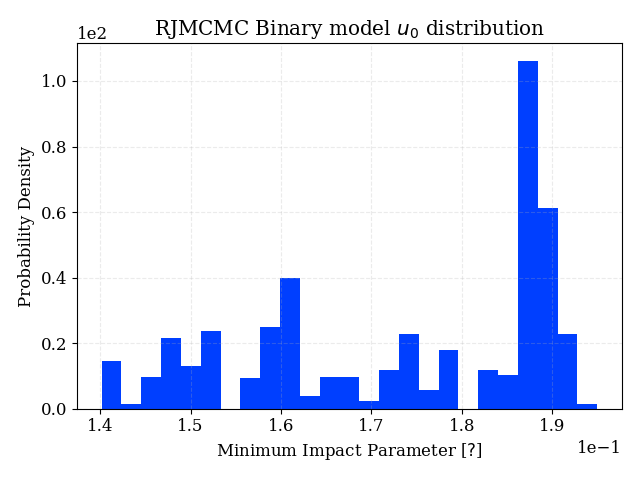 RJMCMC Binary model u₀ distribution
1e2
1.0
0.8
0.6
0.4
0.2
0.0
Probability Density
1.4 1.5 1.6 1.7 1.8 1.9
1e−1
Minimum Impact Parameter [?]